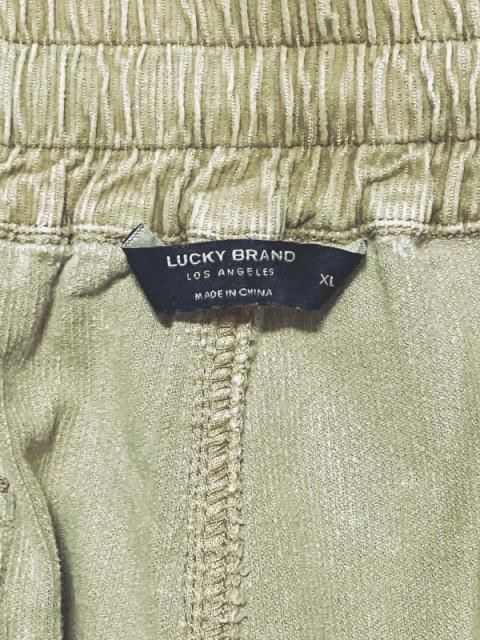 LUCKY BRAND
LOS ANGELES
XL
MADE IN CHINA